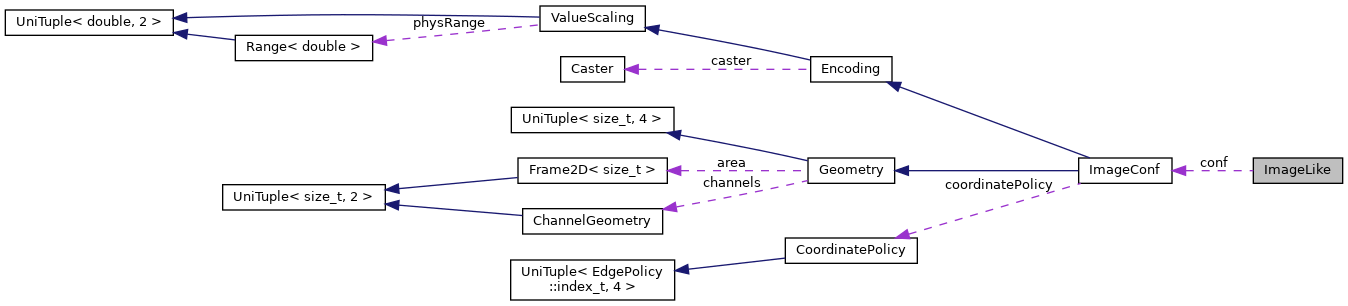 UniTuple< double, 2 >
physRange
ValueScaling
Range< double >
Caster
caster
Encoding
UniTuple< size_t, 4 >
Frame2D< size_t >
area
Geometry
ImageConf
conf
ImageLike
channels
coordinatePolicy
UniTuple< size_t, 2 >
ChannelGeometry
CoordinatePolicy
UniTuple< EdgePolicy
::index_t, 4 >